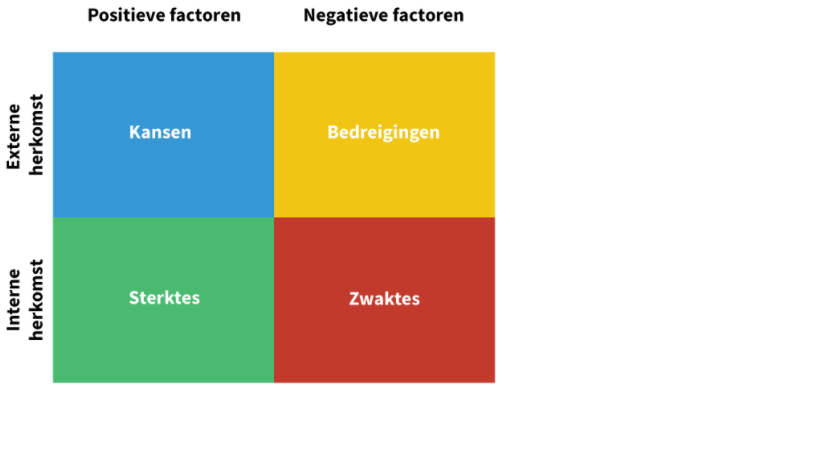 Positieve factoren
Negatieve factoren
Externe
herkomst
Kansen
Bedreigingen
Interne
herkomst
Sterktes
Zwaktes